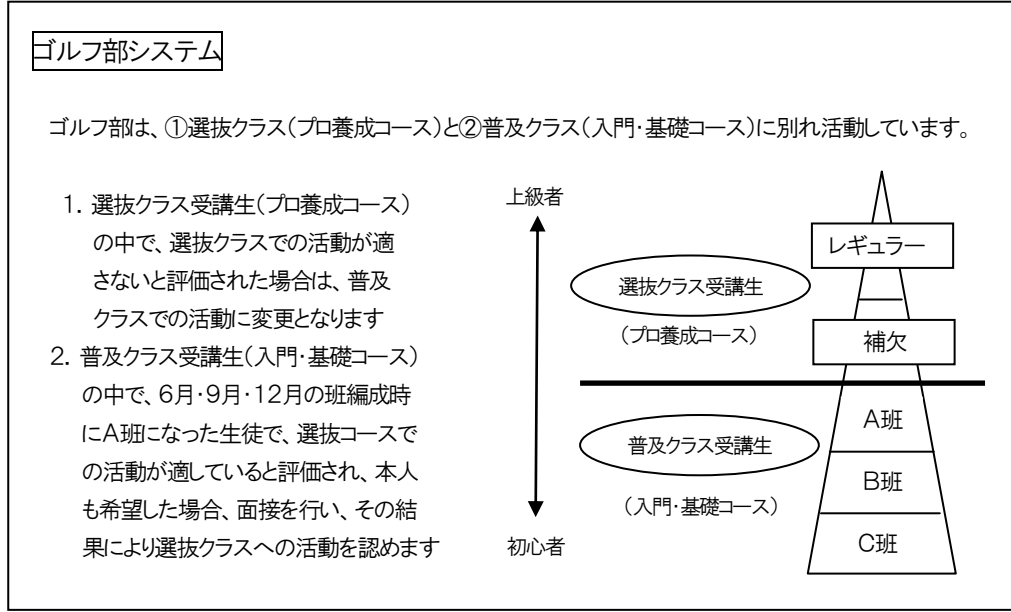 ゴルフ部システム
ゴルフ部は、①選抜クラス(プロ養成コース)と②普及クラス(入門・基礎コース)に別れ活動しています。
1. 選抜クラス受講生(プロ養成コース)
の中で、選抜クラスでの活動が適
さないと評価された場合は、普及
クラスでの活動に変更となります
2. 普及クラス受講生(入門・基礎コース)
の中で、6月・9月・12月の班編成時
にA班になった生徒で、選抜コースで
の活動が適していると評価され、本人
も希望した場合、面接を行い、その結
果により選抜クラスへの活動を認めます
上級者
初心者
選抜クラス受講生
(プロ養成コース)
普及クラス受講生
(入門・基礎コース)
レギュラー
補欠
A班
B班
C班